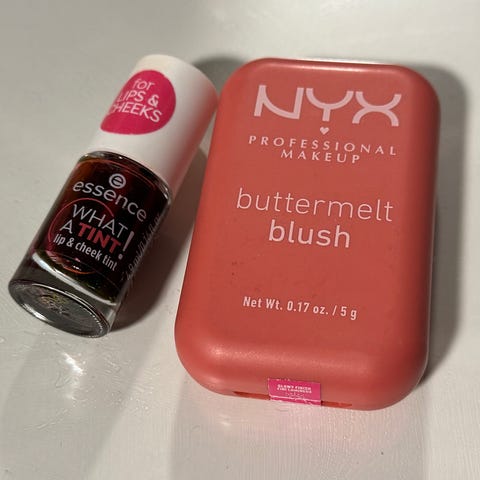 for
LIPS &
CHEEKS
essence
WHAT
A TINT!
lip & cheek tint
NYX
PROFESSIONAL
MAKEUP
buttermelt
blush
Net Wt. 0.17 oz. / 5 g